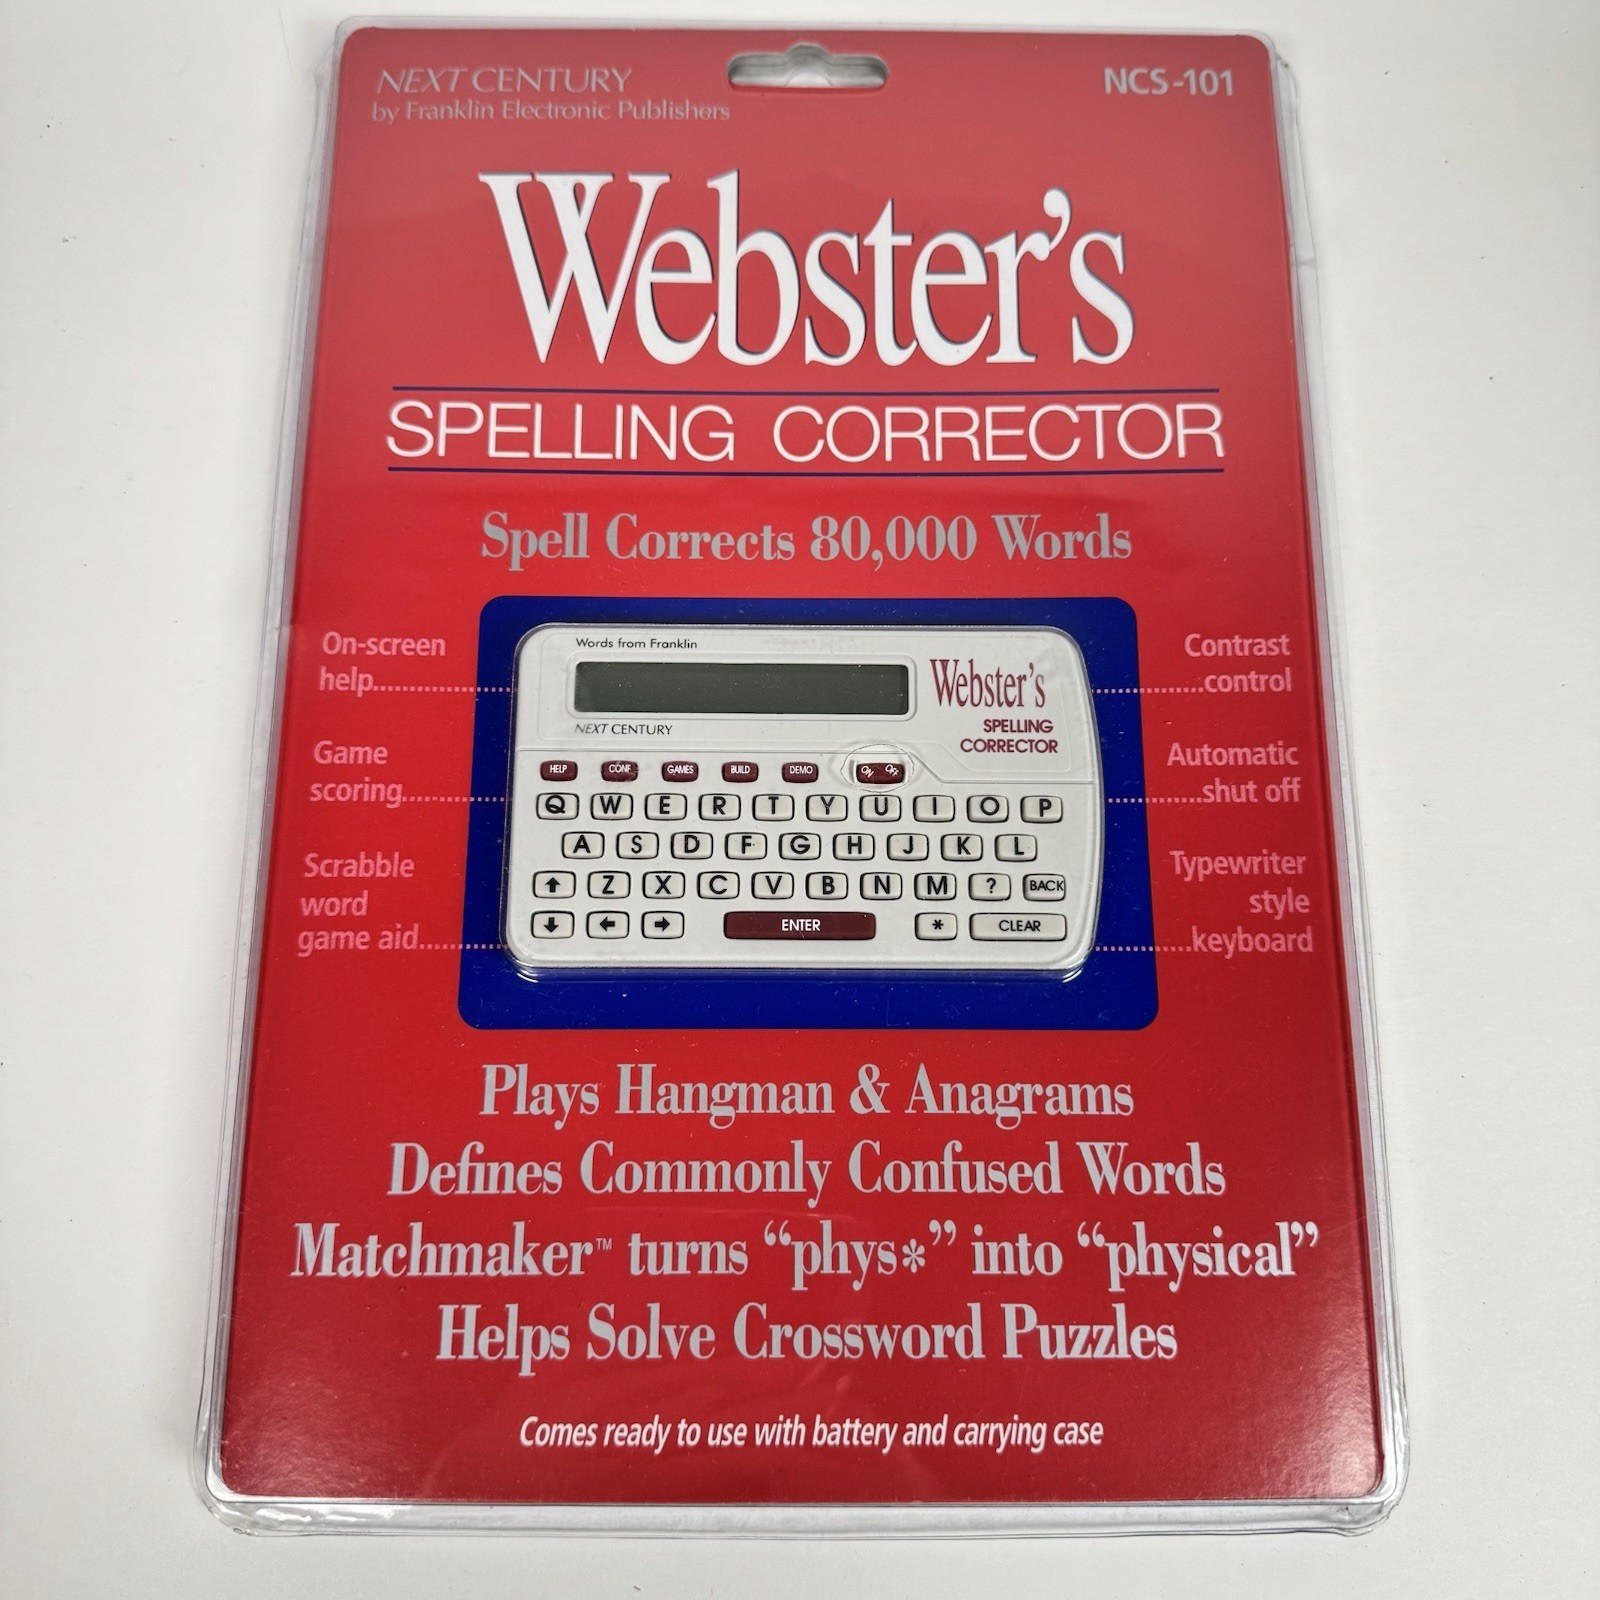 NEXT CENTURY
by Franklin Electronic Publishers
NCS-101
Webster's
SPELLING CORRECTOR
Spell Corrects 80,000 Words
On-screen
help
Game
scoring
Scrabble
word
game aid
Contrast
control
Automatic
shut off
Typewriter
style
keyboard
Words from Franklin
NEXT CENTURY
Webster's
SPELLING
CORRECTOR
HELP CONF GAMES BUILD DEMO ON OFF
Q W E R T Y U I O P
A S D F G H J K L
↑ Z X C V B N M ? BACK
↓ ← → ENTER * CLEAR
Plays Hangman & Anagrams
Defines Commonly Confused Words
Matchmaker™ turns “phys*” into “physical”
Helps Solve Crossword Puzzles
Comes ready to use with battery and carrying case